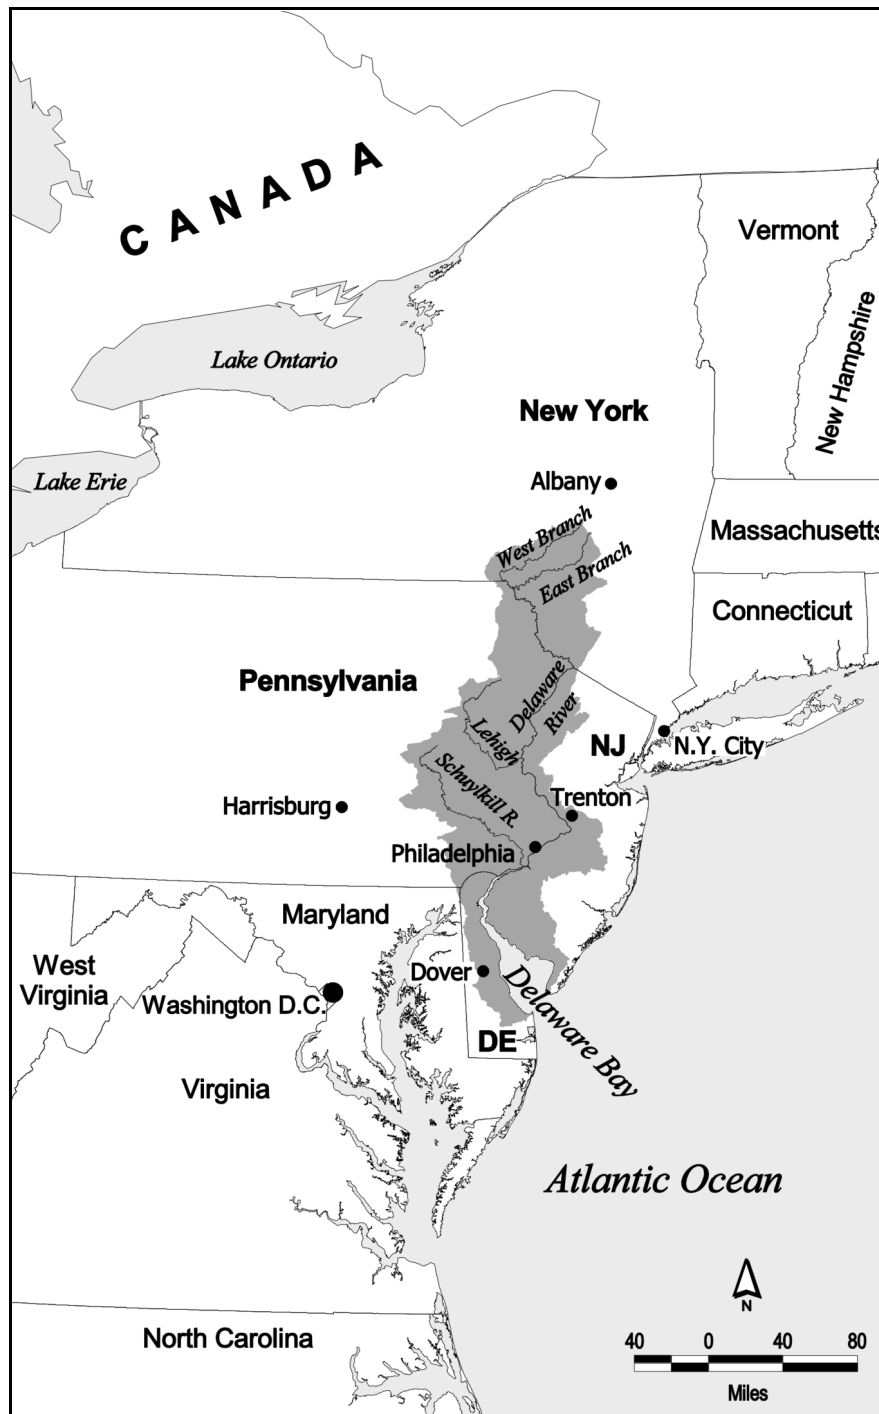 CANADA
Vermont
New Hampshire
Lake Ontario
New York
Lake Erie
Albany
West Branch
Massachusetts
East Branch
Connecticut
Pennsylvania
Delaware
River
Lehigh
NJ
N.Y. City
Schuylkill R.
Trenton
Harrisburg
Philadelphia
Maryland
West
Virginia
Dover
Washington D.C.
Delaware Bay
DE
Virginia
Atlantic Ocean
N
North Carolina
40 0 40 80
Miles